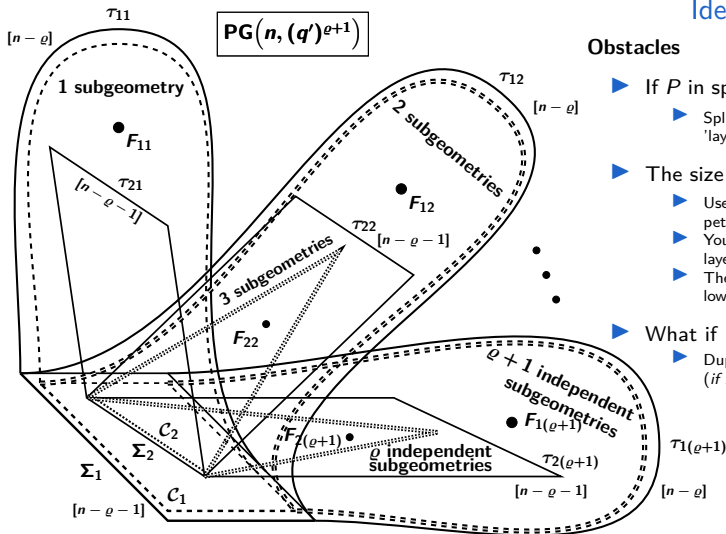 τ11
[n − ϱ]
PG(n, (q′)^ϱ+1)
1 subgeometry
F11
τ21
[n − ϱ − 1]
τ12
[n − ϱ]
2 subgeometries
F12
τ22
[n − ϱ − 1]
3 subgeometries
F22
ϱ + 1 independent
subgeometries
F1(ϱ+1)
F2(ϱ+1)
ϱ independent
subgeometries
τ2(ϱ+1)
[n − ϱ − 1]
τ1(ϱ+1)
[n − ϱ]
C2
Σ2
Σ1
C1
[n − ϱ − 1]
Ide
Obstacles
If P in sp
Spl
'lay
The size
Use
pet
You
laye
The
low
What if
Dup
(if